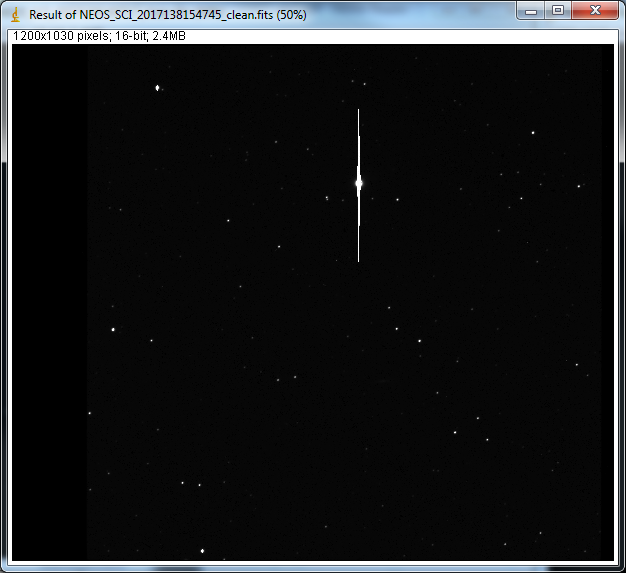 Result of NEOS_SCI_2017138154745_clean.fits (50%)
1200x1030 pixels; 16-bit; 2.4MB